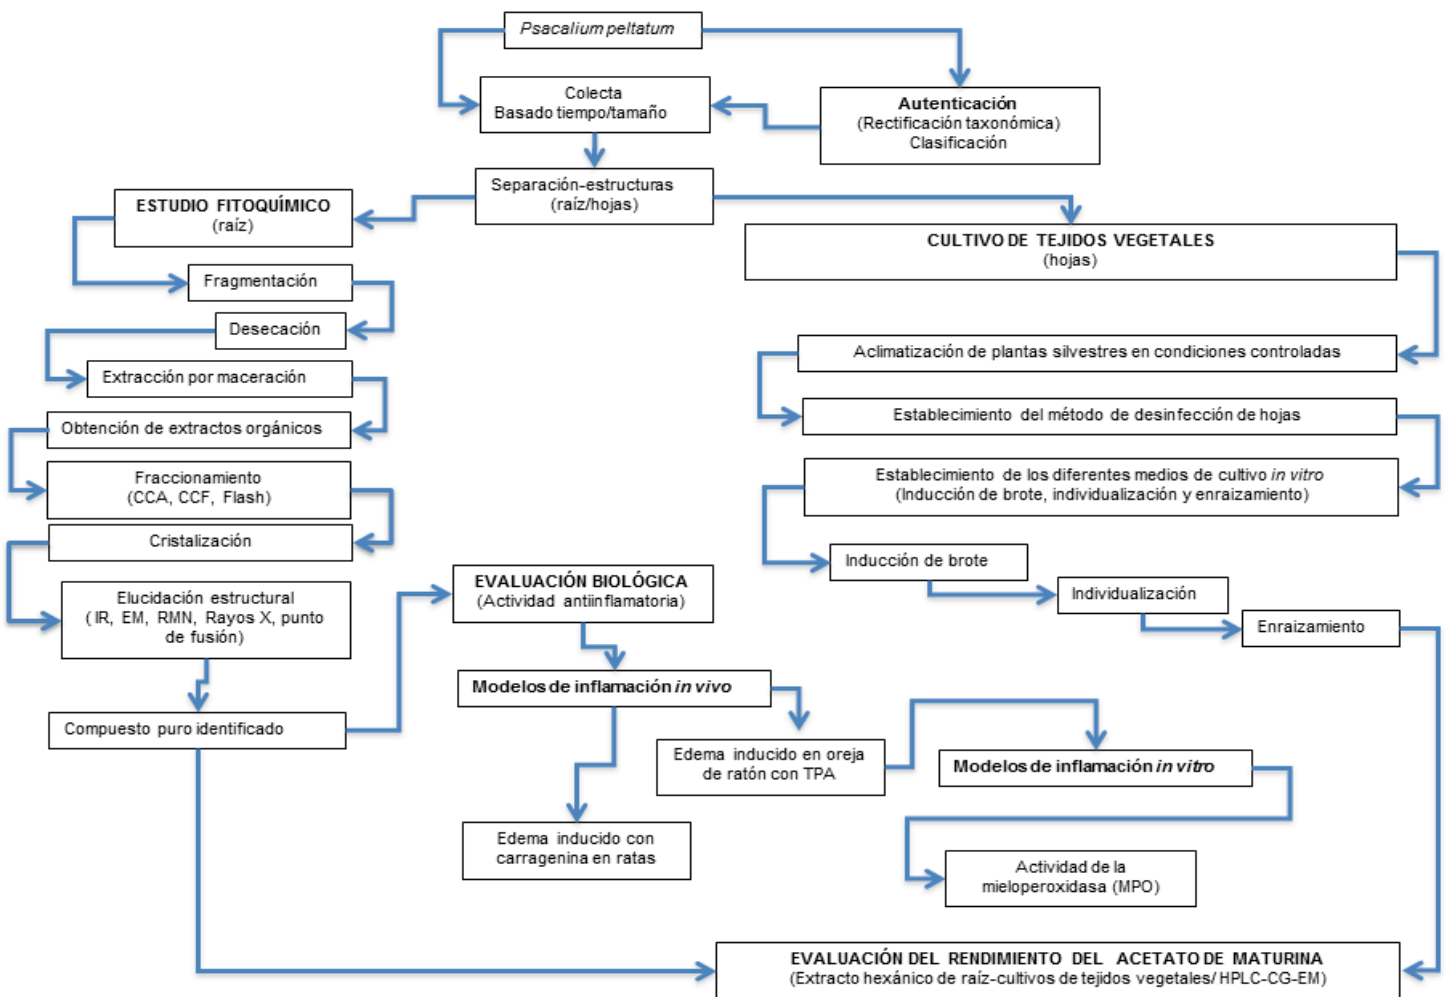 Psacalium peltatum
Colecta
Basado tiempo/tamaño
Autenticación
(Rectificación taxonómica)
Clasificación
Separación-estructuras
(raíz/hojas)
ESTUDIO FITOQUÍMICO
(raíz)
Fragmentación
Desecación
Extracción por maceración
Obtención de extractos orgánicos
Fraccionamiento
(CCA, CCF, Flash)
Cristalización
Elucidación estructural
( IR, EM, RMN, Rayos X, punto
de fusión)
Compuesto puro identificado
CULTIVO DE TEJIDOS VEGETALES
(hojas)
Aclimatización de plantas silvestres en condiciones controladas
Establecimiento del método de desinfección de hojas
Establecimiento de los diferentes medios de cultivo in vitro
(Inducción de brote, individualización y enraizamiento)
Inducción de brote
Individualización
Enraizamiento
EVALUACIÓN BIOLÓGICA
(Actividad antiinflamatoria)
Modelos de inflamación in vivo
Edema inducido en oreja
de ratón con TPA
Edema inducido con
carragenina en ratas
Modelos de inflamación in vitro
Actividad de la
mieloperoxidasa (MPO)
EVALUACIÓN DEL RENDIMIENTO DEL ACETATO DE MATURINA
(Extracto hexánico de raíz-cultivos de tejidos vegetales/ HPLC-CG-EM)